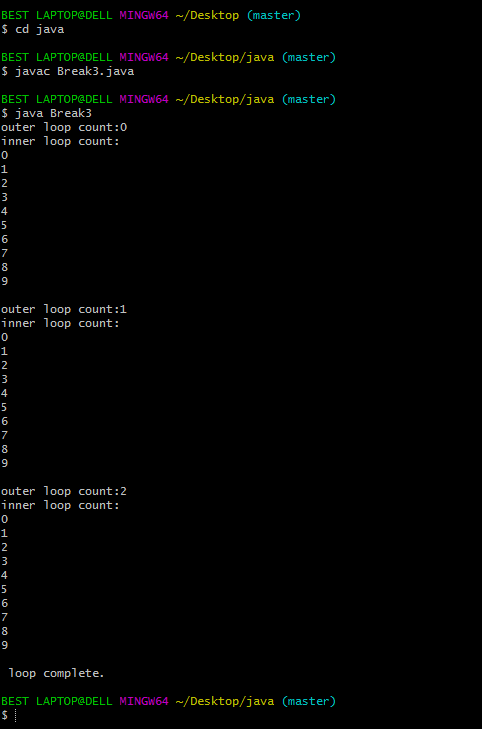 BEST LAPTOP@DELL MINGW64 ~/Desktop (master)
$ cd java
BEST LAPTOP@DELL MINGW64 ~/Desktop/java (master)
$ javac Break3.java
BEST LAPTOP@DELL MINGW64 ~/Desktop/java (master)
$ java Break3
outer loop count:0
inner loop count:
0
1
2
3
4
5
6
7
8
9
outer loop count:1
inner loop count:
0
1
2
3
4
5
6
7
8
9
outer loop count:2
inner loop count:
0
1
2
3
4
5
6
7
8
9
loop complete.
BEST LAPTOP@DELL MINGW64 ~/Desktop/java (master)
$